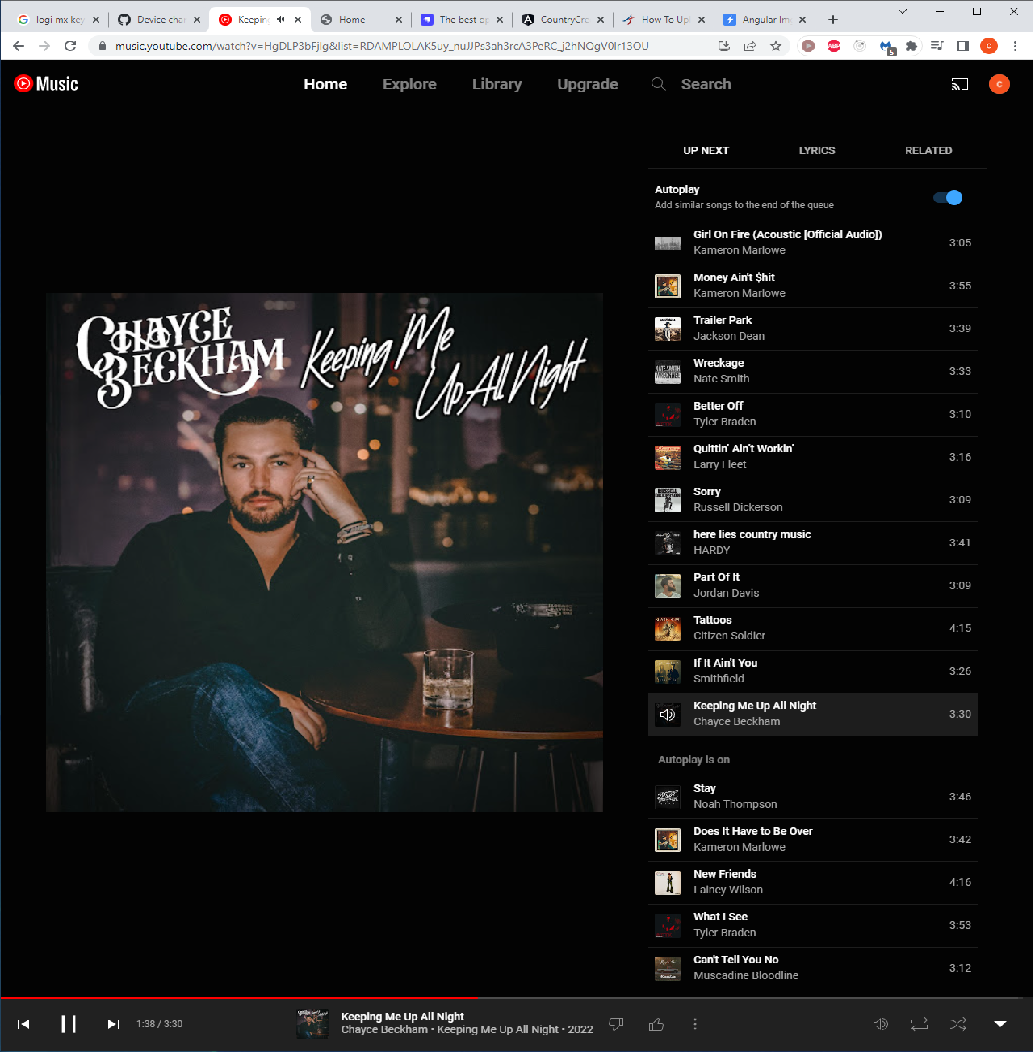 logi mx key
Device char
Keeping
Home
The best op
CountryCre
How To Upl
Angular Im
music.youtube.com/watch?v=HgDLP3bFjlg&list=RDAMPLOLAK5uy_nuJJPs3ah3rcA3PeRC_j2hNOgV0Ir13OU
Music
Home
Explore
Library
Upgrade
Search
UP NEXT
LYRICS
RELATED
Autoplay
Add similar songs to the end of the queue
Girl On Fire (Acoustic [Official Audio])
Kameron Marlowe
3:05
Money Ain't $hit
Kameron Marlowe
3:55
Trailer Park
Jackson Dean
3:39
Wreckage
Nate Smith
3:33
Better Off
Tyler Braden
3:10
Quittin' Ain't Workin'
Larry Fleet
3:16
Sorry
Russell Dickerson
3:09
here lies country music
HARDY
3:41
Part Of It
Jordan Davis
3:09
Tattoos
Citizen Soldier
4:15
If It Ain't You
Smithfield
3:26
Keeping Me Up All Night
Chayce Beckham
3:30
Autoplay is on
Stay
Noah Thompson
3:46
Does It Have to Be Over
Kameron Marlowe
3:42
New Friends
Lainey Wilson
4:16
What I See
Tyler Braden
3:53
Can't Tell You No
Muscadine Bloodline
3:12
CHAYCE
BECKHAM
Keeping Me
Up All Night
1:38 / 3:30
Keeping Me Up All Night
Chayce Beckham • Keeping Me Up All Night • 2022